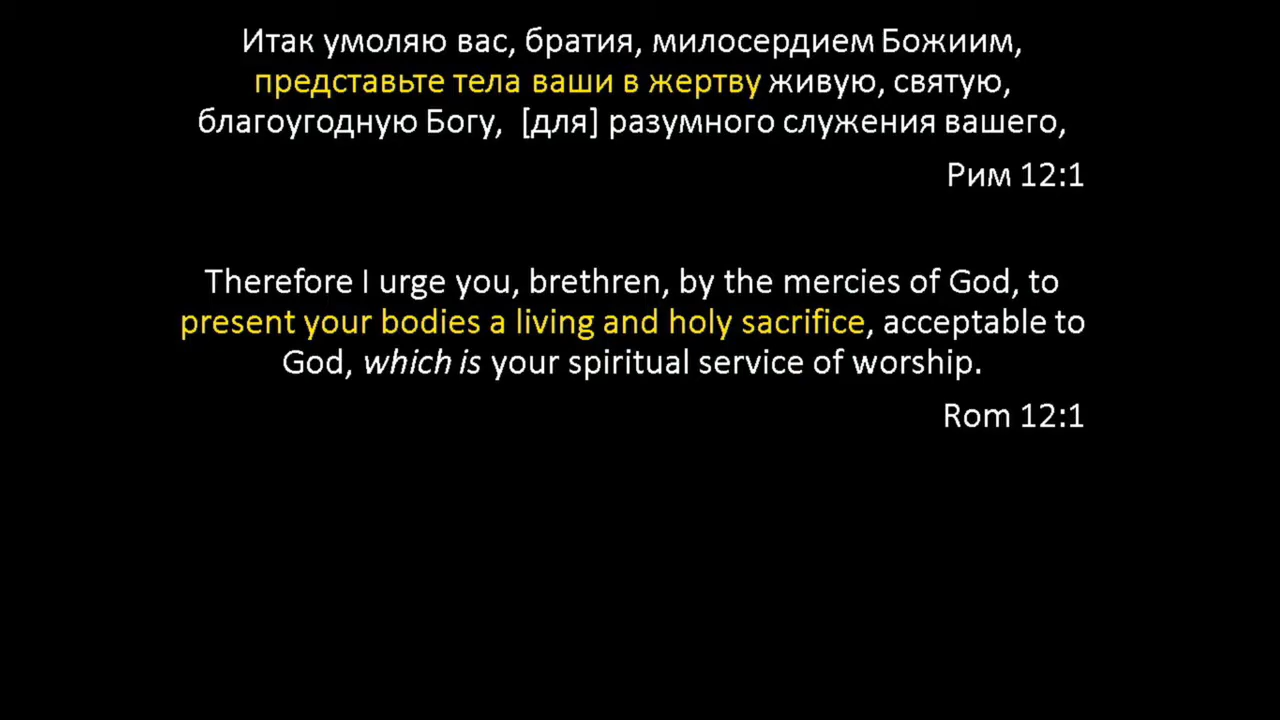 Итак умоляю вас, братия, милосердием Божиим,
представьте тела ваши в жертву живую, святую,
благоугодную Богу,  [для] разумного служения вашего,
Рим 12:1
Therefore I urge you, brethren, by the mercies of God, to
present your bodies a living and holy sacrifice, acceptable to
God, which is your spiritual service of worship.
Rom 12:1